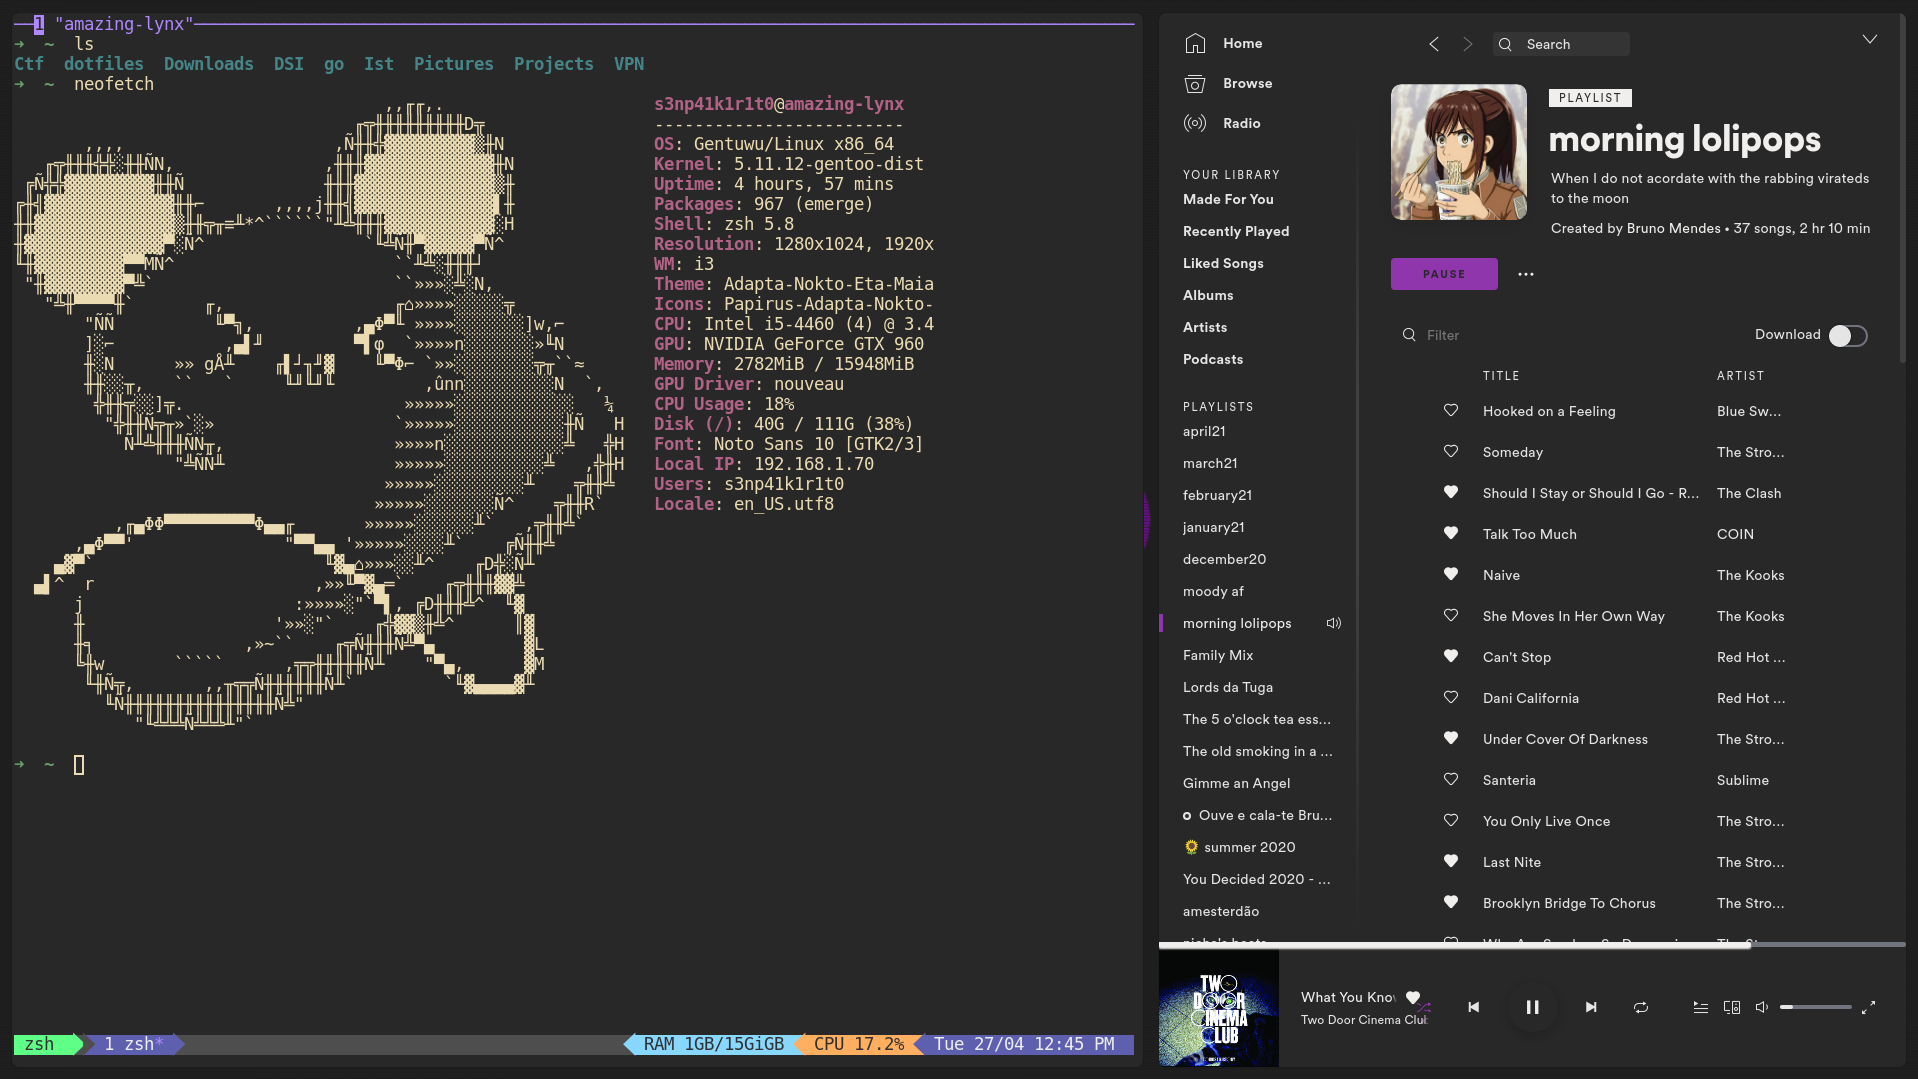 1 "amazing-lynx"
➜ ~ ls
Ctf dotfiles Downloads DSI go Ist Pictures Projects VPN
➜ ~ neofetch
s3np41k1r1t0@amazing-lynx
-------------------------
OS: Gentuwu/Linux x86_64
Kernel: 5.11.12-gentoo-dist
Uptime: 4 hours, 57 mins
Packages: 967 (emerge)
Shell: zsh 5.8
Resolution: 1280x1024, 1920x
WM: i3
Theme: Adapta-Nokto-Eta-Maia
Icons: Papirus-Adapta-Nokto-
CPU: Intel i5-4460 (4) @ 3.4
GPU: NVIDIA GeForce GTX 960
Memory: 2782MiB / 15948MiB
GPU Driver: nouveau
CPU Usage: 18%
Disk (/): 40G / 111G (38%)
Font: Noto Sans 10 [GTK2/3]
Local IP: 192.168.1.70
Users: s3np41k1r1t0
Locale: en_US.utf8
➜ ~
zsh 1 zsh* RAM 1GB/15GiGB CPU 17.2% Tue 27/04 12:45 PM
Home
Browse
Radio
YOUR LIBRARY
Made For You
Recently Played
Liked Songs
Albums
Artists
Podcasts
PLAYLISTS
april21
march21
february21
january21
december20
moody af
morning lolipops
Family Mix
Lords da Tuga
The 5 o'clock tea ess...
The old smoking in a ...
Gimme an Angel
Ouve e cala-te Bru...
🌻 summer 2020
You Decided 2020 - ...
amesterdão
Search
PLAYLIST
morning lolipops
When I do not acordate with the rabbing virateds
to the moon
Created by Bruno Mendes • 37 songs, 2 hr 10 min
PAUSE
Filter
Download
TITLE ARTIST
Hooked on a Feeling Blue Sw...
Someday The Stro...
Should I Stay or Should I Go - R... The Clash
Talk Too Much COIN
Naive The Kooks
She Moves In Her Own Way The Kooks
Can't Stop Red Hot ...
Dani California Red Hot ...
Under Cover Of Darkness The Stro...
Santeria Sublime
You Only Live Once The Stro...
Last Nite The Stro...
Brooklyn Bridge To Chorus The Stro...
TWO
DOOR
CINEMA
CLUB
What You Kno
Two Door Cinema Clu